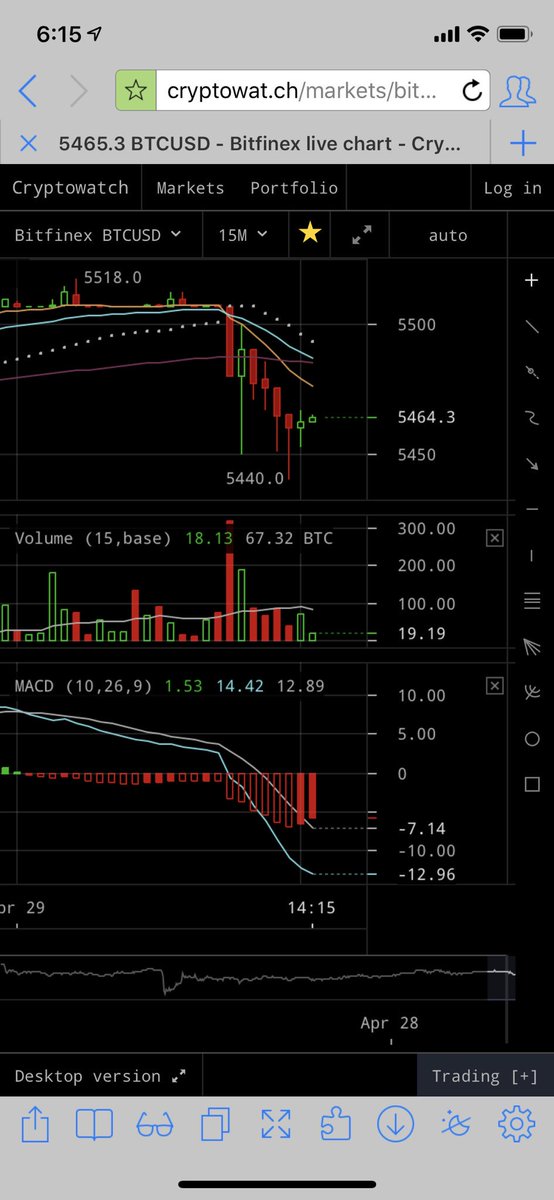 6:15
cryptowat.ch/markets/bit...
5465.3 BTCUSD - Bitfinex live chart - Cry...
Cryptowatch Markets Portfolio Log in
Bitfinex BTCUSD 15M auto
5518.0
5500
5464.3
5450
5440.0
Volume (15,base) 18.13 67.32 BTC
300.00
200.00
100.00
19.19
MACD (10,26,9) 1.53 14.42 12.89
10.00
5.00
0
-7.14
-10.00
-12.96
pr 29 14:15
Apr 28
Desktop version Trading [+]